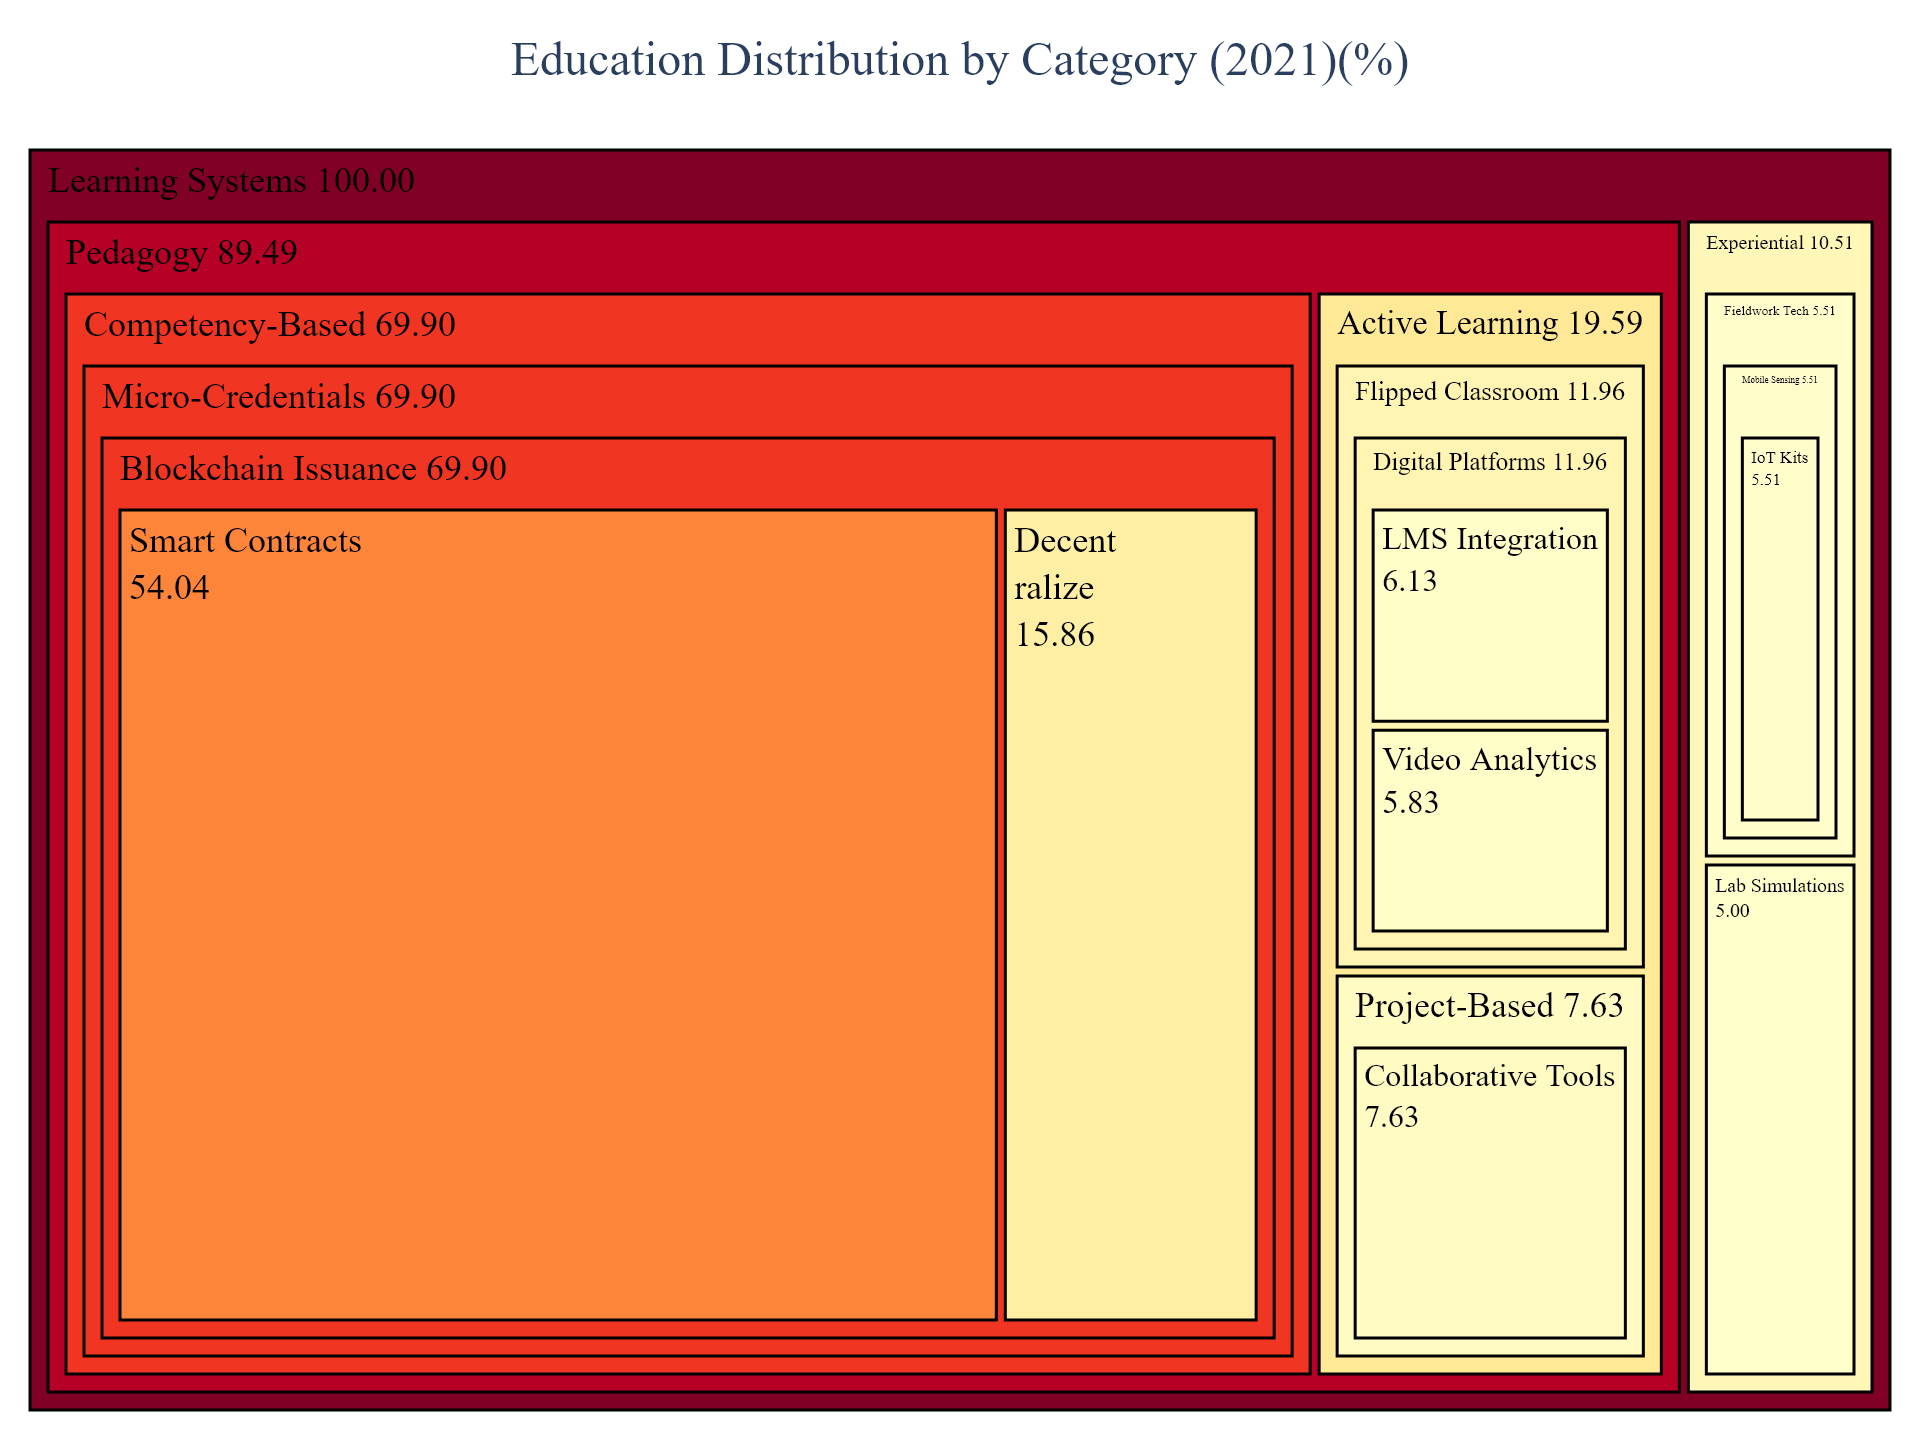 Education Distribution by Category (2021)(%)
Learning Systems 100.00
Pedagogy 89.49
Competency-Based 69.90
Micro-Credentials 69.90
Blockchain Issuance 69.90
Smart Contracts
54.04
Decent
ralize
15.86
Active Learning 19.59
Flipped Classroom 11.96
Digital Platforms 11.96
LMS Integration
6.13
Video Analytics
5.83
Project-Based 7.63
Collaborative Tools
7.63
Experiential 10.51
Fieldwork Tech 5.51
Mobile Sensing 5.51
IoT Kits
5.51
Lab Simulations
5.00